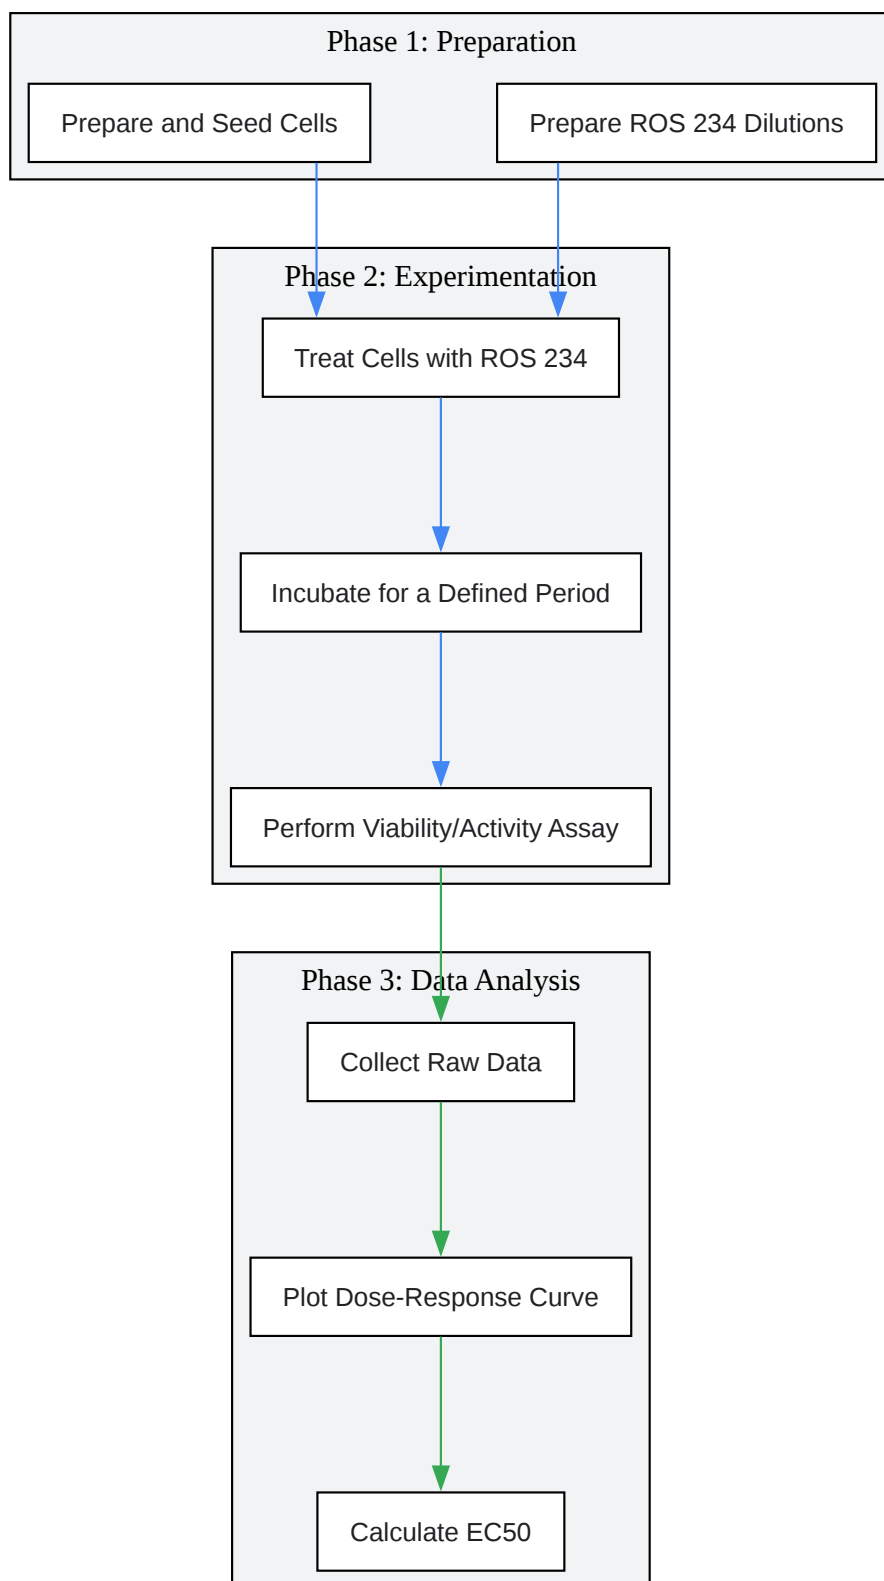 Phase 1: Preparation
Prepare and Seed Cells
Prepare ROS 234 Dilutions
Phase 2: Experimentation
Treat Cells with ROS 234
Incubate for a Defined Period
Perform Viability/Activity Assay
Phase 3: Data Analysis
Collect Raw Data
Plot Dose-Response Curve
Calculate EC50